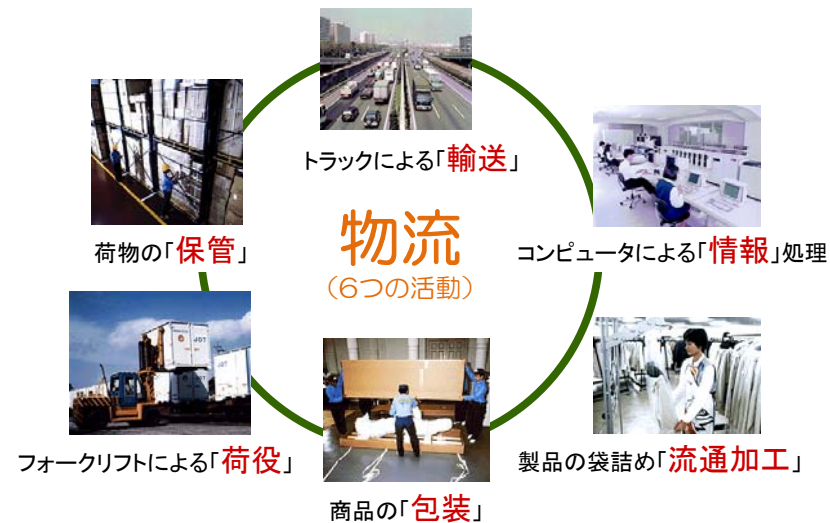 トラックによる「輸送」
荷物の「保管」
物流
(6つの活動)
コンピュータによる「情報」処理
JOT
フォークリフトによる「荷役」
製品の袋詰め「流通加工」
商品の「包装」